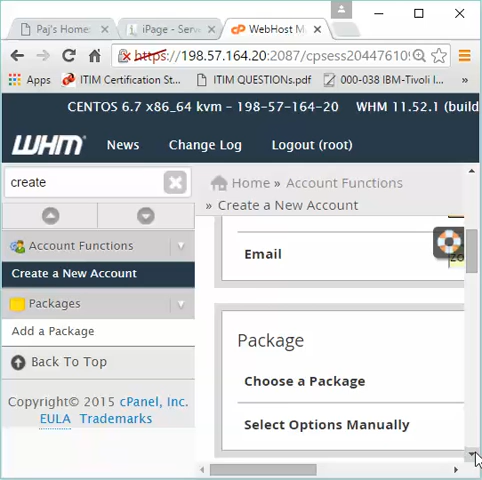 Paj's Home:
iPage - Serv
WebHost M
https://198.57.164.20:2087/cpsess204476109
Apps
ITIM Certification St
ITIM QUESTIONs.pdf
000-038 IBM-Tivoli I
CENTOS 6.7 x86_64 kvm – 198-57-164-20 WHM 11.52.1 (build
WHM News Change Log Logout (root)
create
Home » Account Functions
» Create a New Account
Account Functions
Create a New Account
Packages
Add a Package
Back To Top
Copyright© 2015 cPanel, Inc.
EULA Trademarks
Email
Package
Choose a Package
Select Options Manually